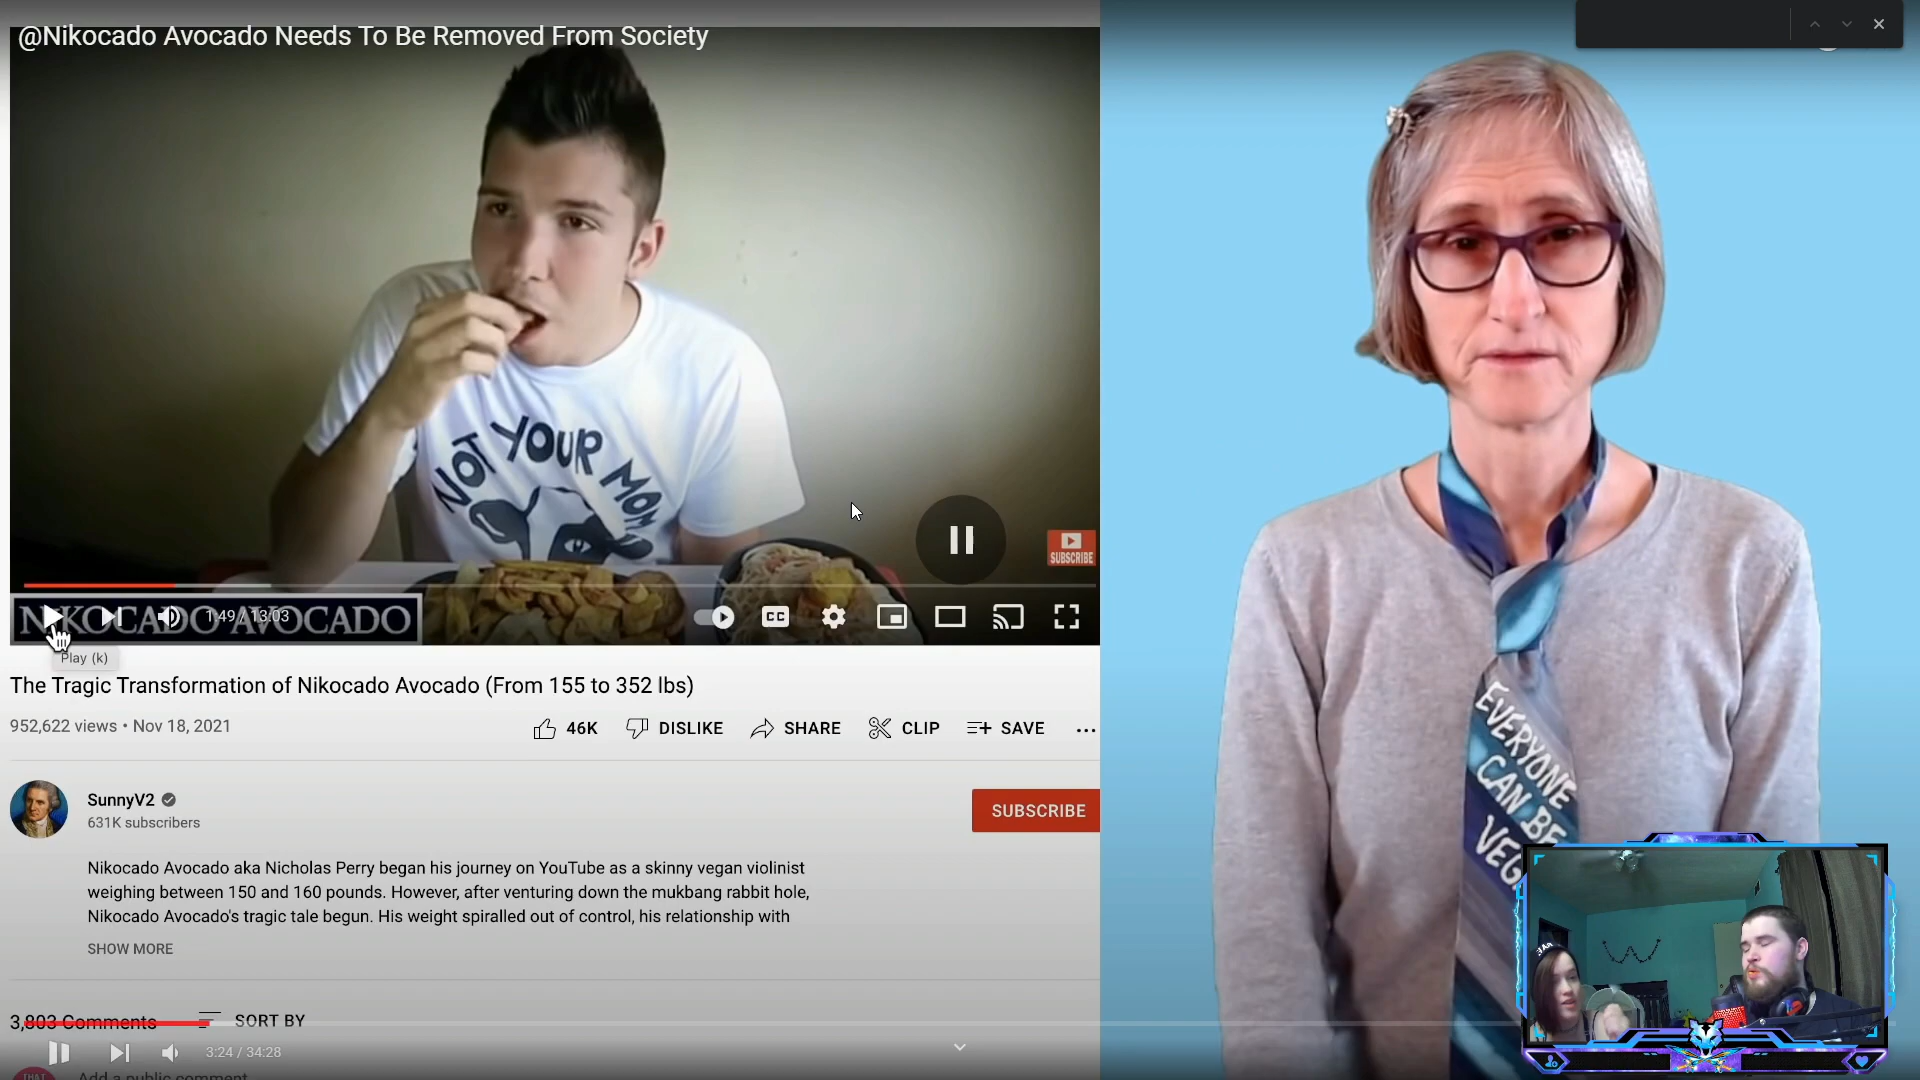 @Nikocado Avocado Needs To Be Removed From Society
NOT YOUR MOM
SUBSCRIBE
NIKOCADO AVOCADO
1:49 / 13:03
CC
Play (k)
The Tragic Transformation of Nikocado Avocado (From 155 to 352 lbs)
952,622 views • Nov 18, 2021
46K
DISLIKE
SHARE
CLIP
SAVE
SunnyV2
631K subscribers
SUBSCRIBE
Nikocado Avocado aka Nicholas Perry began his journey on YouTube as a skinny vegan violinist
weighing between 150 and 160 pounds. However, after venturing down the mukbang rabbit hole,
Nikocado Avocado's tragic tale begun. His weight spiralled out of control, his relationship with
SHOW MORE
3,803 Comments
SORT BY
3:24 / 34:28
Add a public comment
EVERYONE
CAN BE